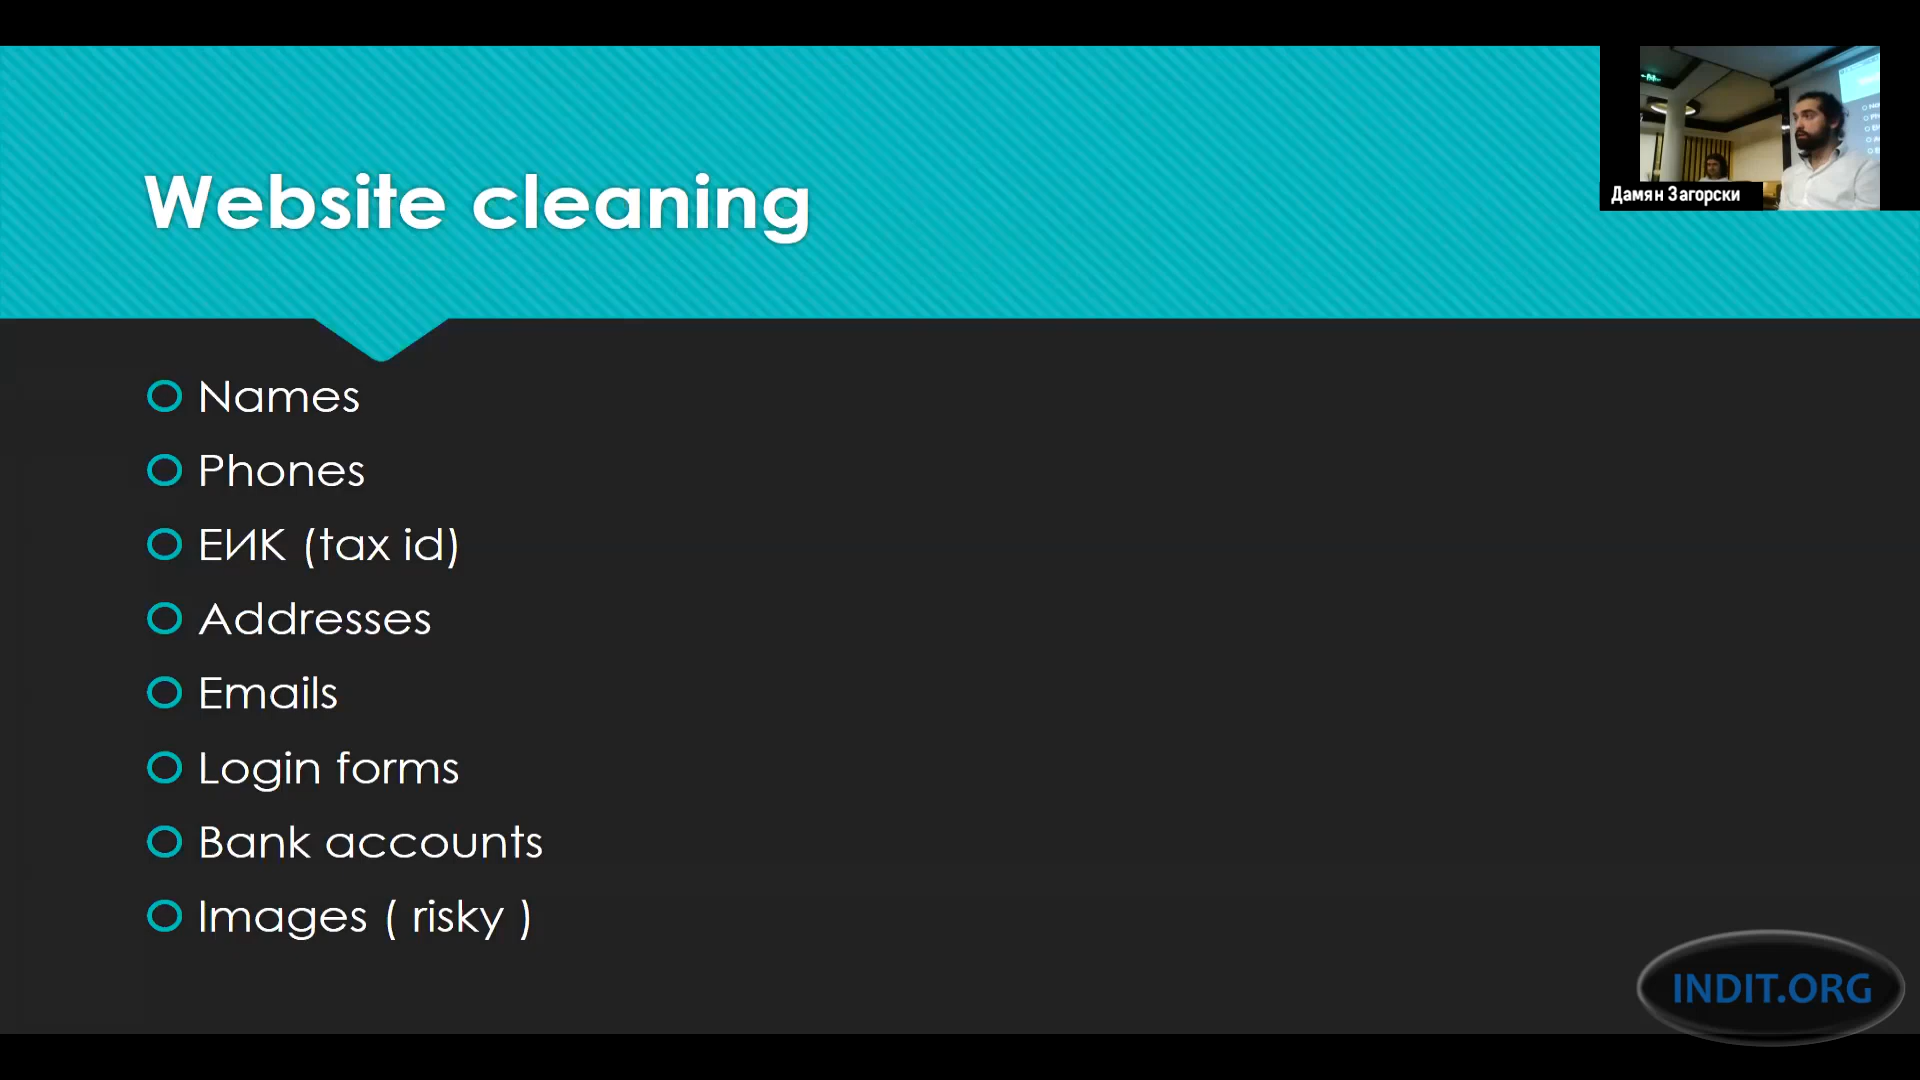 Website cleaning
Дамян Загорски
Names
Phones
ЕИК (tax id)
Addresses
Emails
Login forms
Bank accounts
Images ( risky )
INDIT.ORG